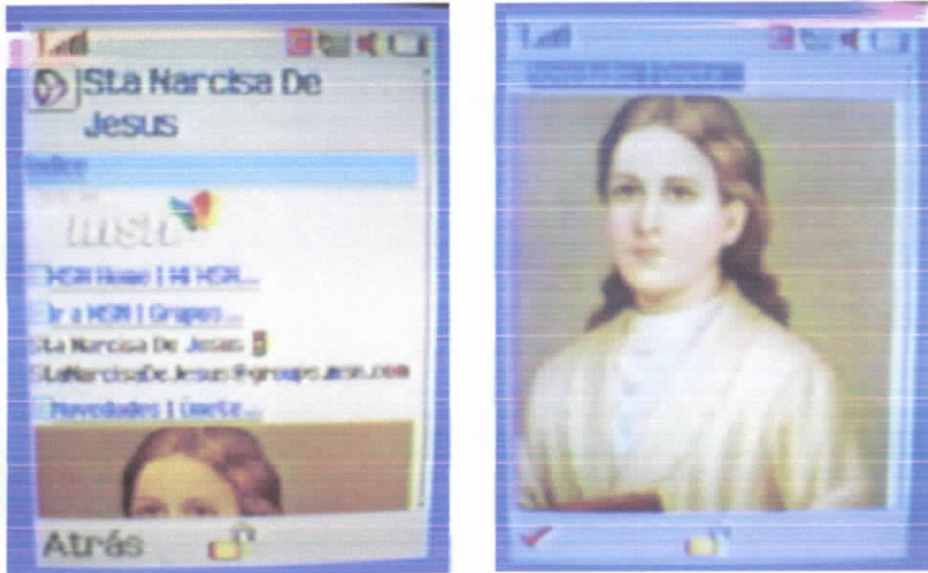 Sta Narcisa De
Jesus
Indice
msn
MSN Home | Mi MSN...
Ir a MSN | Grupos...
Sta Narcisa De Jesus
StaNarcisaDeJesus@groups.msn.com
Novedades | Únete...
Atrás